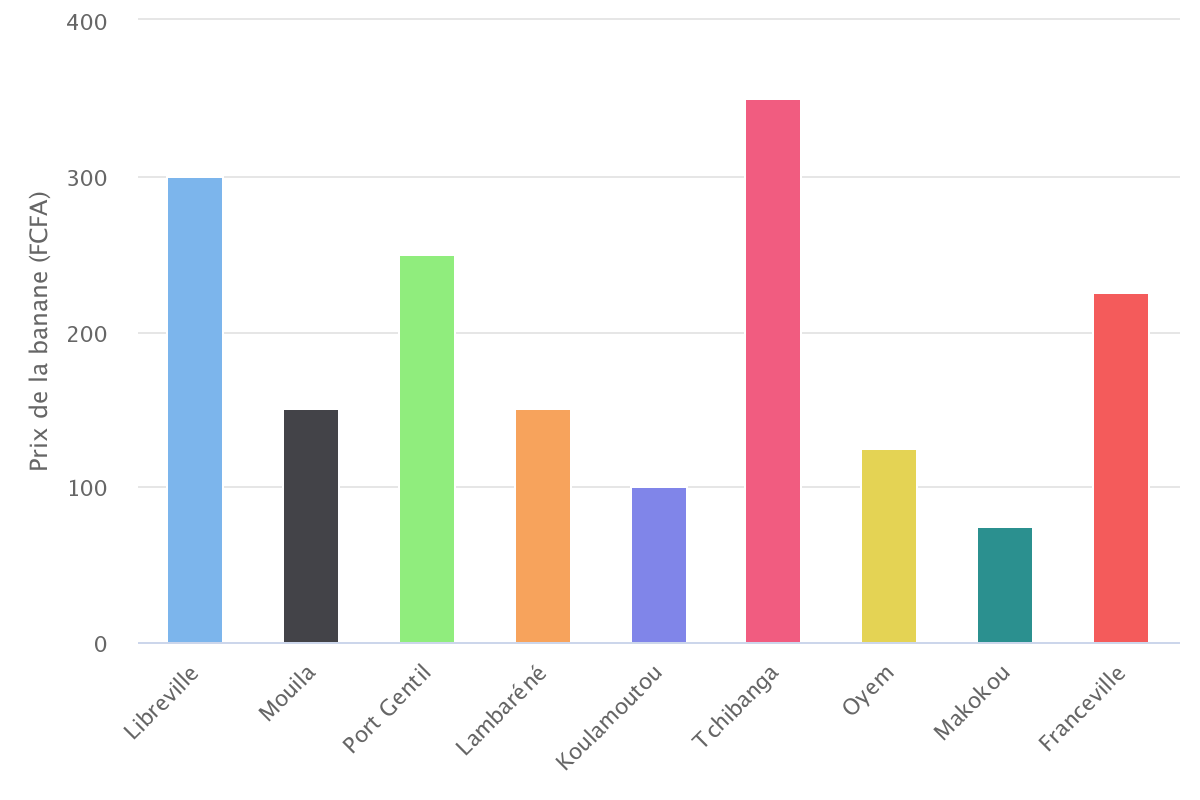 400
300
200
100
0
Prix de la banane (FCFA)
Libreville
Mouila
Port Gentil
Lambaréné
Koulamoutou
Tchibanga
Oyem
Makokou
Franceville